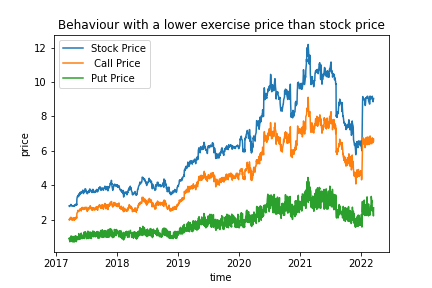 Behaviour with a lower exercise price than stock price
Stock Price
Call Price
Put Price
price
12
10
8
6
4
2
2017 2018 2019 2020 2021 2022
time